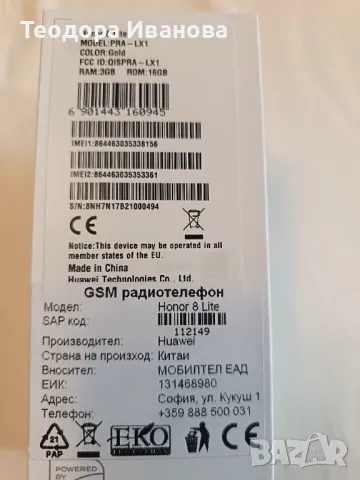 Теодора Иванова
MODEL:PRA-LX1
COLOR:Gold
FCC ID:QISPRA-LX1
RAM:3GB ROM:16GB
6 901443 160945
IMEI1:864463035338156
IMEI2:864463035353361
S/N:8NH7N17B21000494
CE
Notice:This device may be operated in all
member states of the EU.
Made in China
Huawei Technologies Co., Ltd.
GSM радиотелефон
Модел: Honor 8 Lite
SAP код: 112149
Производител: Huawei
Страна на произход: Китай
Вносител: МОБИЛТЕЛ ЕАД
ЕИК: 131468980
Адрес: София, ул. Кукуш 1
Телефон: +359 888 500 031
21
PAP
EKO
POWERED
BY
bazar